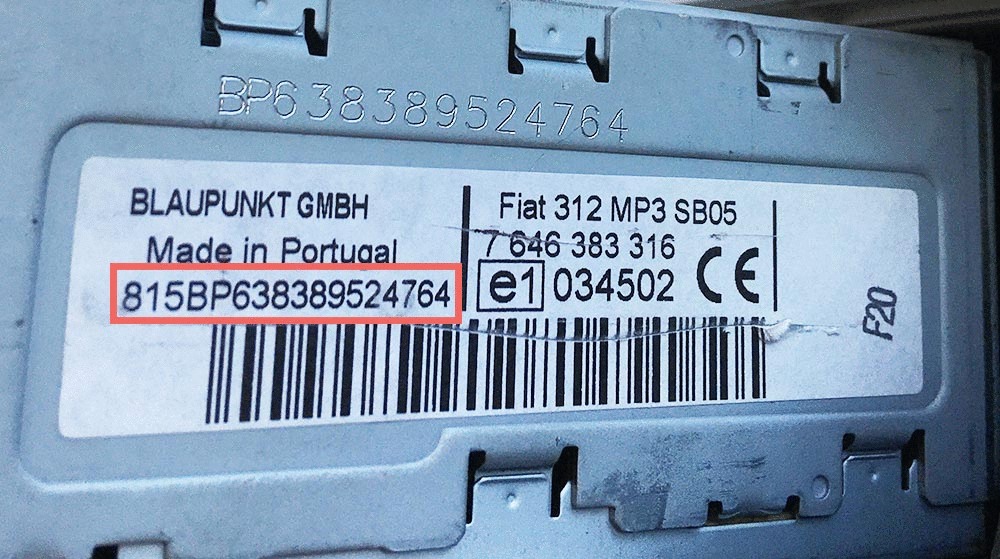 BP638389524764
BLAUPUNKT GMBH
Made in Portugal
815BP638389524764
Fiat 312 MP3 SB05
7 646 383 316
e1 034502 CE
F20